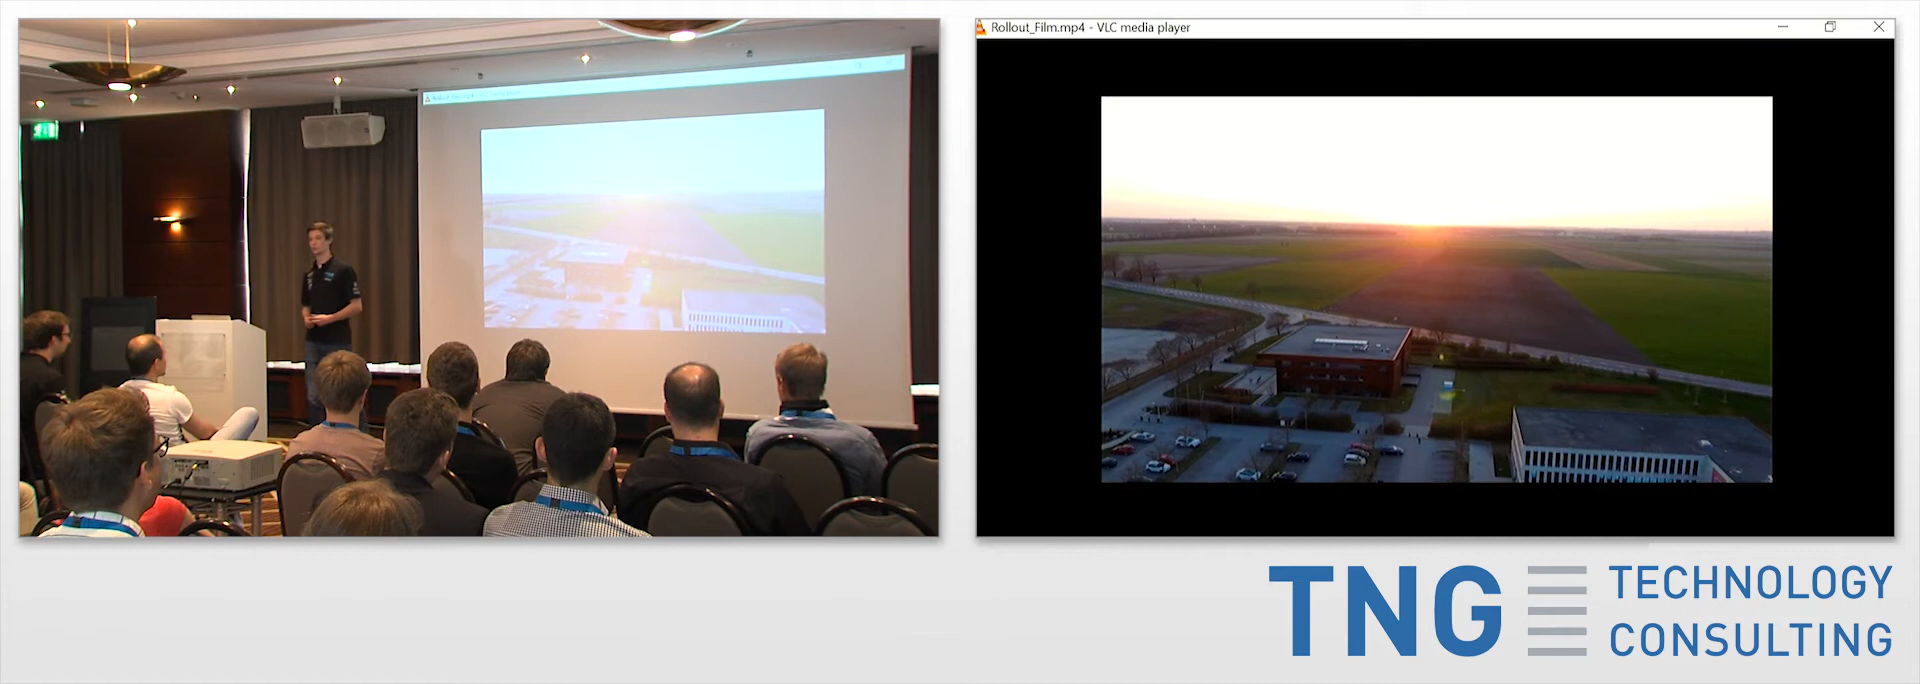 Rollout_Film.mp4 - VLC media player
TNG
TECHNOLOGY
CONSULTING